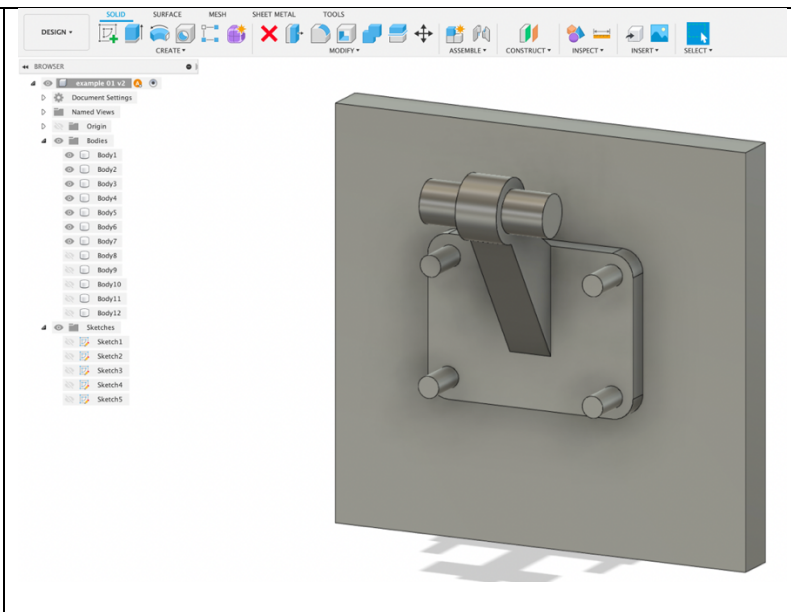 SOLID SURFACE MESH SHEET METAL TOOLS
DESIGN ▾
CREATE ▾ MODIFY ▾ ASSEMBLE ▾ CONSTRUCT ▾ INSPECT ▾ INSERT ▾ SELECT ▾
BROWSER
example 01 v2
Document Settings
Named Views
Origin
Bodies
Body1
Body2
Body3
Body4
Body5
Body6
Body7
Body8
Body9
Body10
Body11
Body12
Sketches
Sketch1
Sketch2
Sketch3
Sketch4
Sketch5